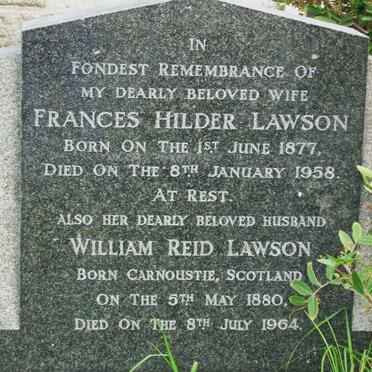 IN
FONDEST REMEMBRANCE OF
MY DEARLY BELOVED WIFE
FRANCES HILDER LAWSON
BORN ON THE 1ST JUNE 1877,
DIED ON THE 8TH JANUARY 1958.
AT REST.
ALSO HER DEARLY BELOVED HUSBAND
WILLIAM REID LAWSON
BORN CARNOUSTIE, SCOTLAND
ON THE 5TH MAY 1880,
DIED ON THE 8TH JULY 1964.